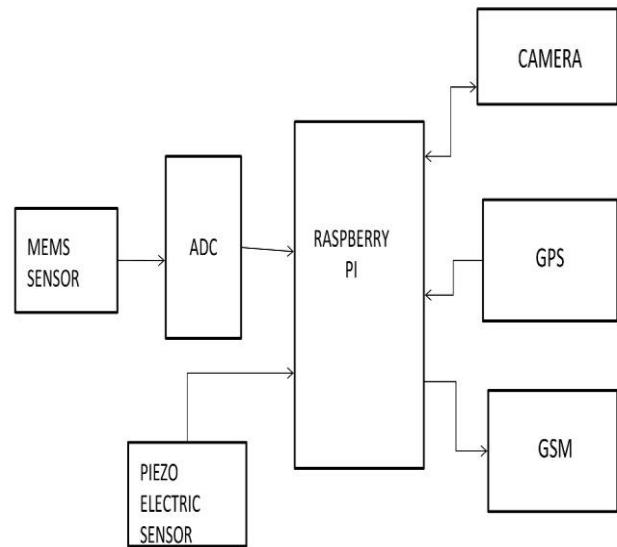 CAMERA
MEMS
SENSOR
ADC
RASPBERRY
PI
GPS
GSM
PIEZO
ELECTRIC
SENSOR